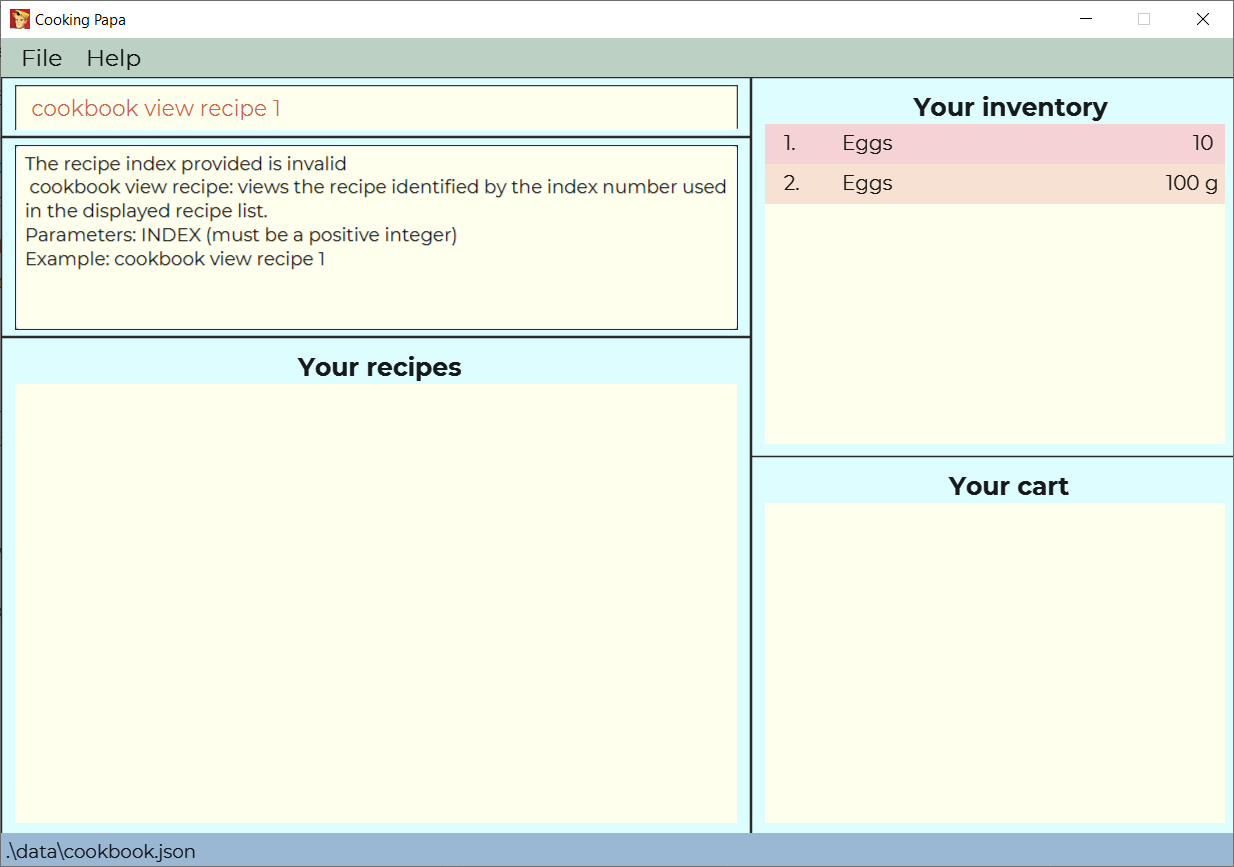 Cooking Papa
File Help
cookbook view recipe 1
The recipe index provided is invalid
cookbook view recipe: views the recipe identified by the index number used
in the displayed recipe list.
Parameters: INDEX (must be a positive integer)
Example: cookbook view recipe 1
Your recipes
Your inventory
1. Eggs 10
2. Eggs 100 g
Your cart
.\data\cookbook.json